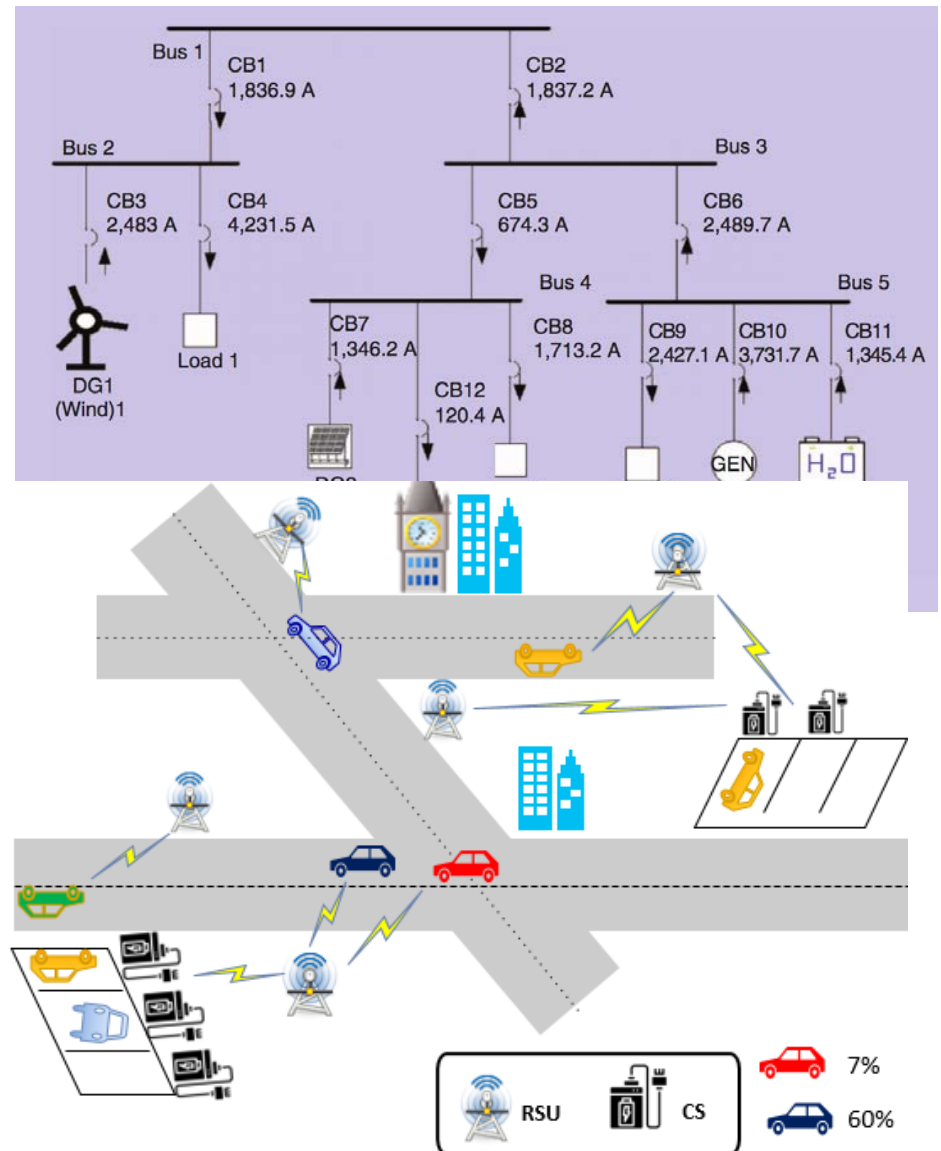 Bus 1
CB1
1,836.9 A
CB2
1,837.2 A
Bus 2
Bus 3
CB3
2,483 A
CB4
4,231.5 A
CB5
674.3 A
CB6
2,489.7 A
Bus 4
Bus 5
CB7
1,346.2 A
CB8
1,713.2 A
CB9
2,427.1 A
CB10
3,731.7 A
CB11
1,345.4 A
Load 1
DG1
(Wind)1
CB12
120.4 A
GEN
H₂O
RSU
CS
7%
60%